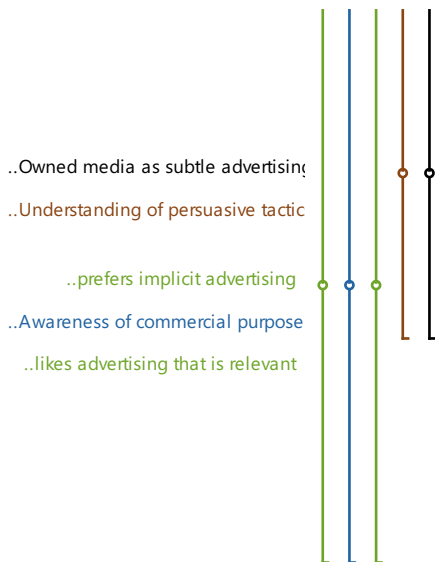 ..Owned media as subtle advertising
..Understanding of persuasive tactic
..prefers implicit advertising
..Awareness of commercial purpose
..likes advertising that is relevant